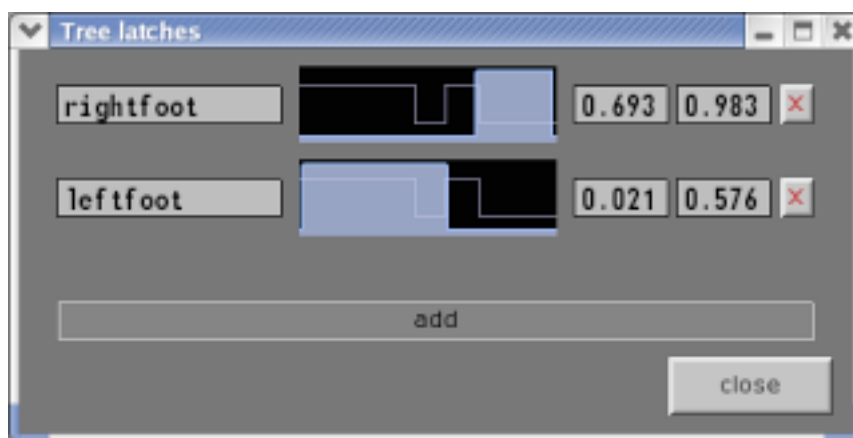 Tree latches
rightfoot 0.693 0.983 X
leftfoot 0.021 0.576 X
add
close